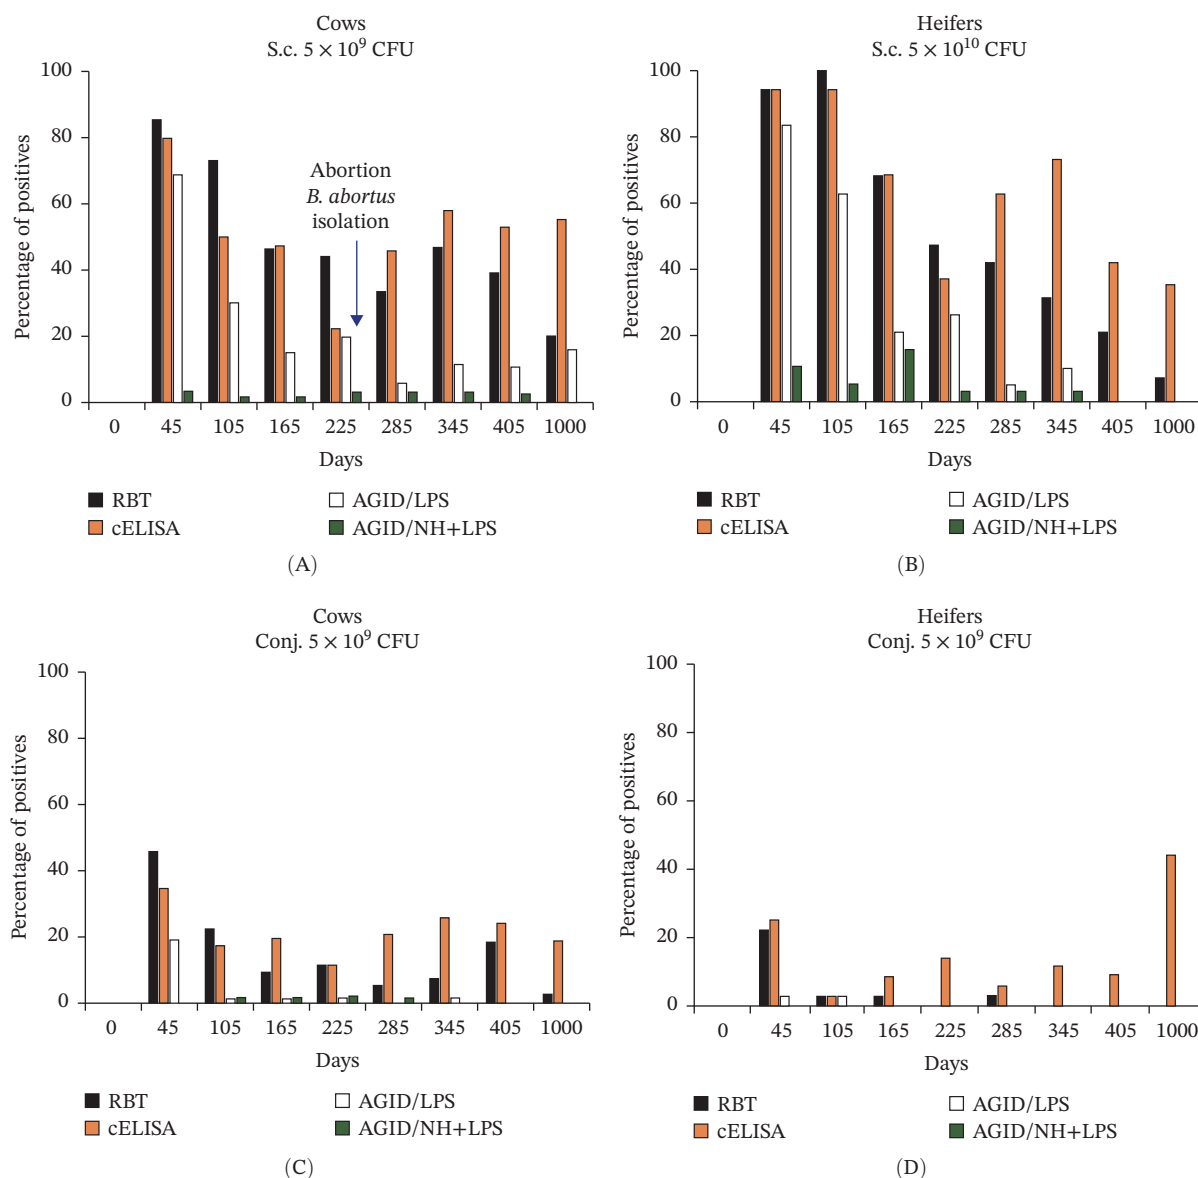 Cows
S.c. 5 × 10⁹ CFU
100
80
60
40
20
0
Percentage of positives
Abortion
B. abortus
isolation
0 45 105 165 225 285 345 405 1000
Days
RBT
AGID/LPS
cELISA
AGID/NH+LPS
(A)
Heifers
S.c. 5 × 10¹⁰ CFU
100
80
60
40
20
0
Percentage of positives
0 45 105 165 225 285 345 405 1000
Days
RBT
AGID/LPS
cELISA
AGID/NH+LPS
(B)
Cows
Conj. 5 × 10⁹ CFU
100
80
60
40
20
0
Percentage of positives
0 45 105 165 225 285 345 405 1000
Days
RBT
AGID/LPS
cELISA
AGID/NH+LPS
(C)
Heifers
Conj. 5 × 10⁹ CFU
100
80
60
40
20
0
Percentage of positives
0 45 105 165 225 285 345 405 1000
Days
RBT
AGID/LPS
cELISA
AGID/NH+LPS
(D)